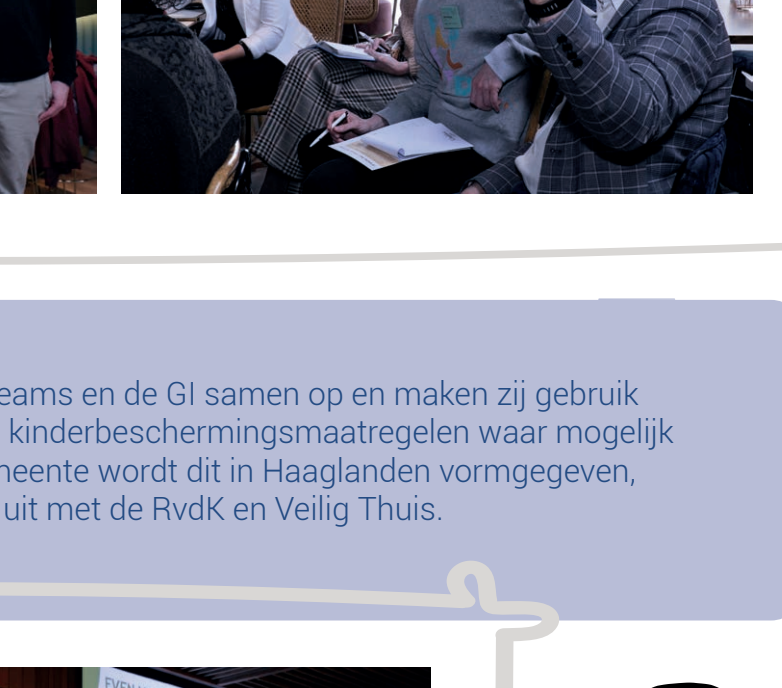 eams en de GI samen op en maken zij gebruik
kinderbeschermingsmaatregelen waar mogelijk
neente wordt dit in Haaglanden vormgegeven,
uit met de RvdK en Veilig Thuis.
EVEN